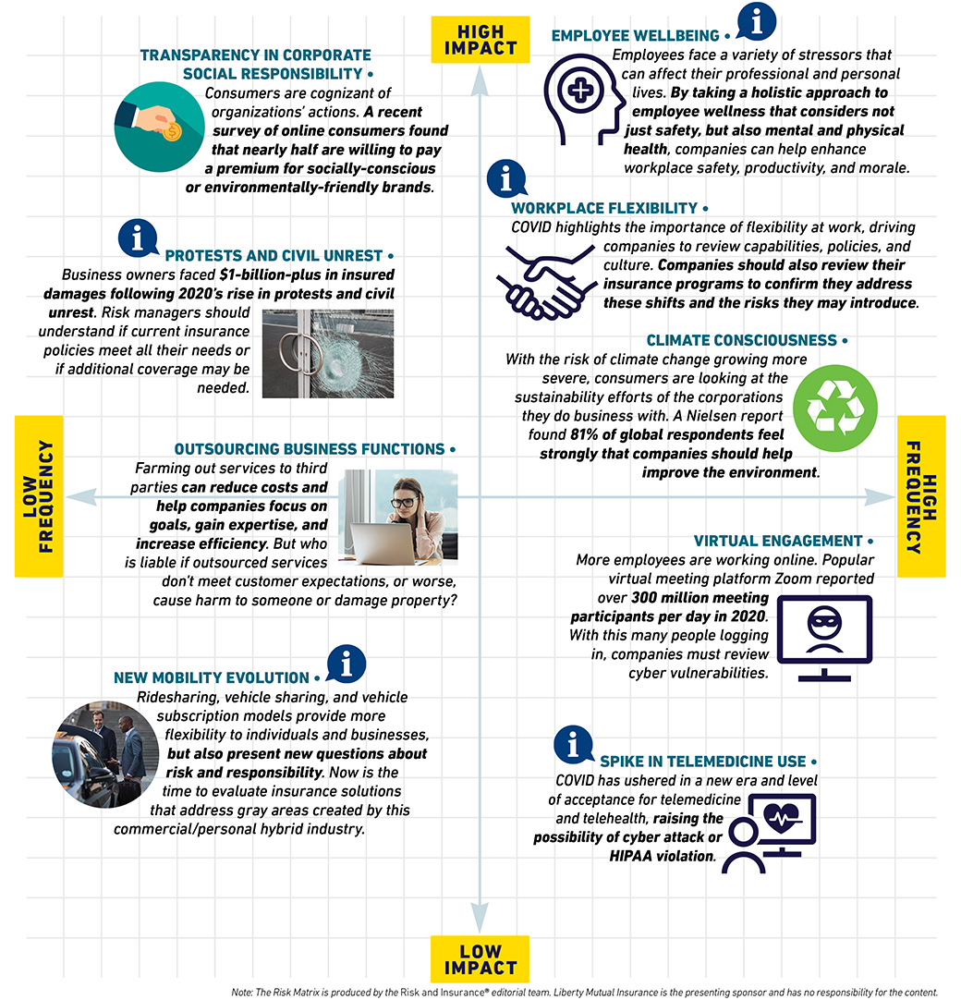 HIGH
IMPACT
TRANSPARENCY IN CORPORATE
SOCIAL RESPONSIBILITY •
Consumers are cognizant of
organizations' actions. A recent
survey of online consumers found
that nearly half are willing to pay
a premium for socially-conscious
or environmentally-friendly brands.
EMPLOYEE WELLBEING •
i
Employees face a variety of stressors that
can affect their professional and personal
lives. By taking a holistic approach to
employee wellness that considers not
just safety, but also mental and physical
health, companies can help enhance
workplace safety, productivity, and morale.
i
WORKPLACE FLEXIBILITY •
COVID highlights the importance of flexibility at work, driving
companies to review capabilities, policies, and
culture. Companies should also review their
insurance programs to confirm they address
these shifts and the risks they may introduce.
i
PROTESTS AND CIVIL UNREST •
Business owners faced $1-billion-plus in insured
damages following 2020's rise in protests and civil
unrest. Risk managers should
understand if current insurance
policies meet all their needs or
if additional coverage may be
needed.
CLIMATE CONSCIOUSNESS •
With the risk of climate change growing more
severe, consumers are looking at the
sustainability efforts of the corporations
they do business with. A Nielsen report
found 81% of global respondents feel
strongly that companies should help
improve the environment.
LOW
FREQUENCY
HIGH
FREQUENCY
OUTSOURCING BUSINESS FUNCTIONS •
Farming out services to third
parties can reduce costs and
help companies focus on
goals, gain expertise, and
increase efficiency. But who
is liable if outsourced services
don't meet customer expectations, or worse,
cause harm to someone or damage property?
VIRTUAL ENGAGEMENT •
More employees are working online. Popular
virtual meeting platform Zoom reported
over 300 million meeting
participants per day in 2020.
With this many people logging
in, companies must review
cyber vulnerabilities.
i
NEW MOBILITY EVOLUTION •
Ridesharing, vehicle sharing, and vehicle
subscription models provide more
flexibility to individuals and businesses,
but also present new questions about
risk and responsibility. Now is the
time to evaluate insurance solutions
that address gray areas created by this
commercial/personal hybrid industry.
i
SPIKE IN TELEMEDICINE USE •
COVID has ushered in a new era and level
of acceptance for telemedicine
and telehealth, raising the
possibility of cyber attack or
HIPAA violation.
LOW
IMPACT
Note: The Risk Matrix is produced by the Risk and Insurance® editorial team. Liberty Mutual Insurance is the presenting sponsor and has no responsibility for the content.